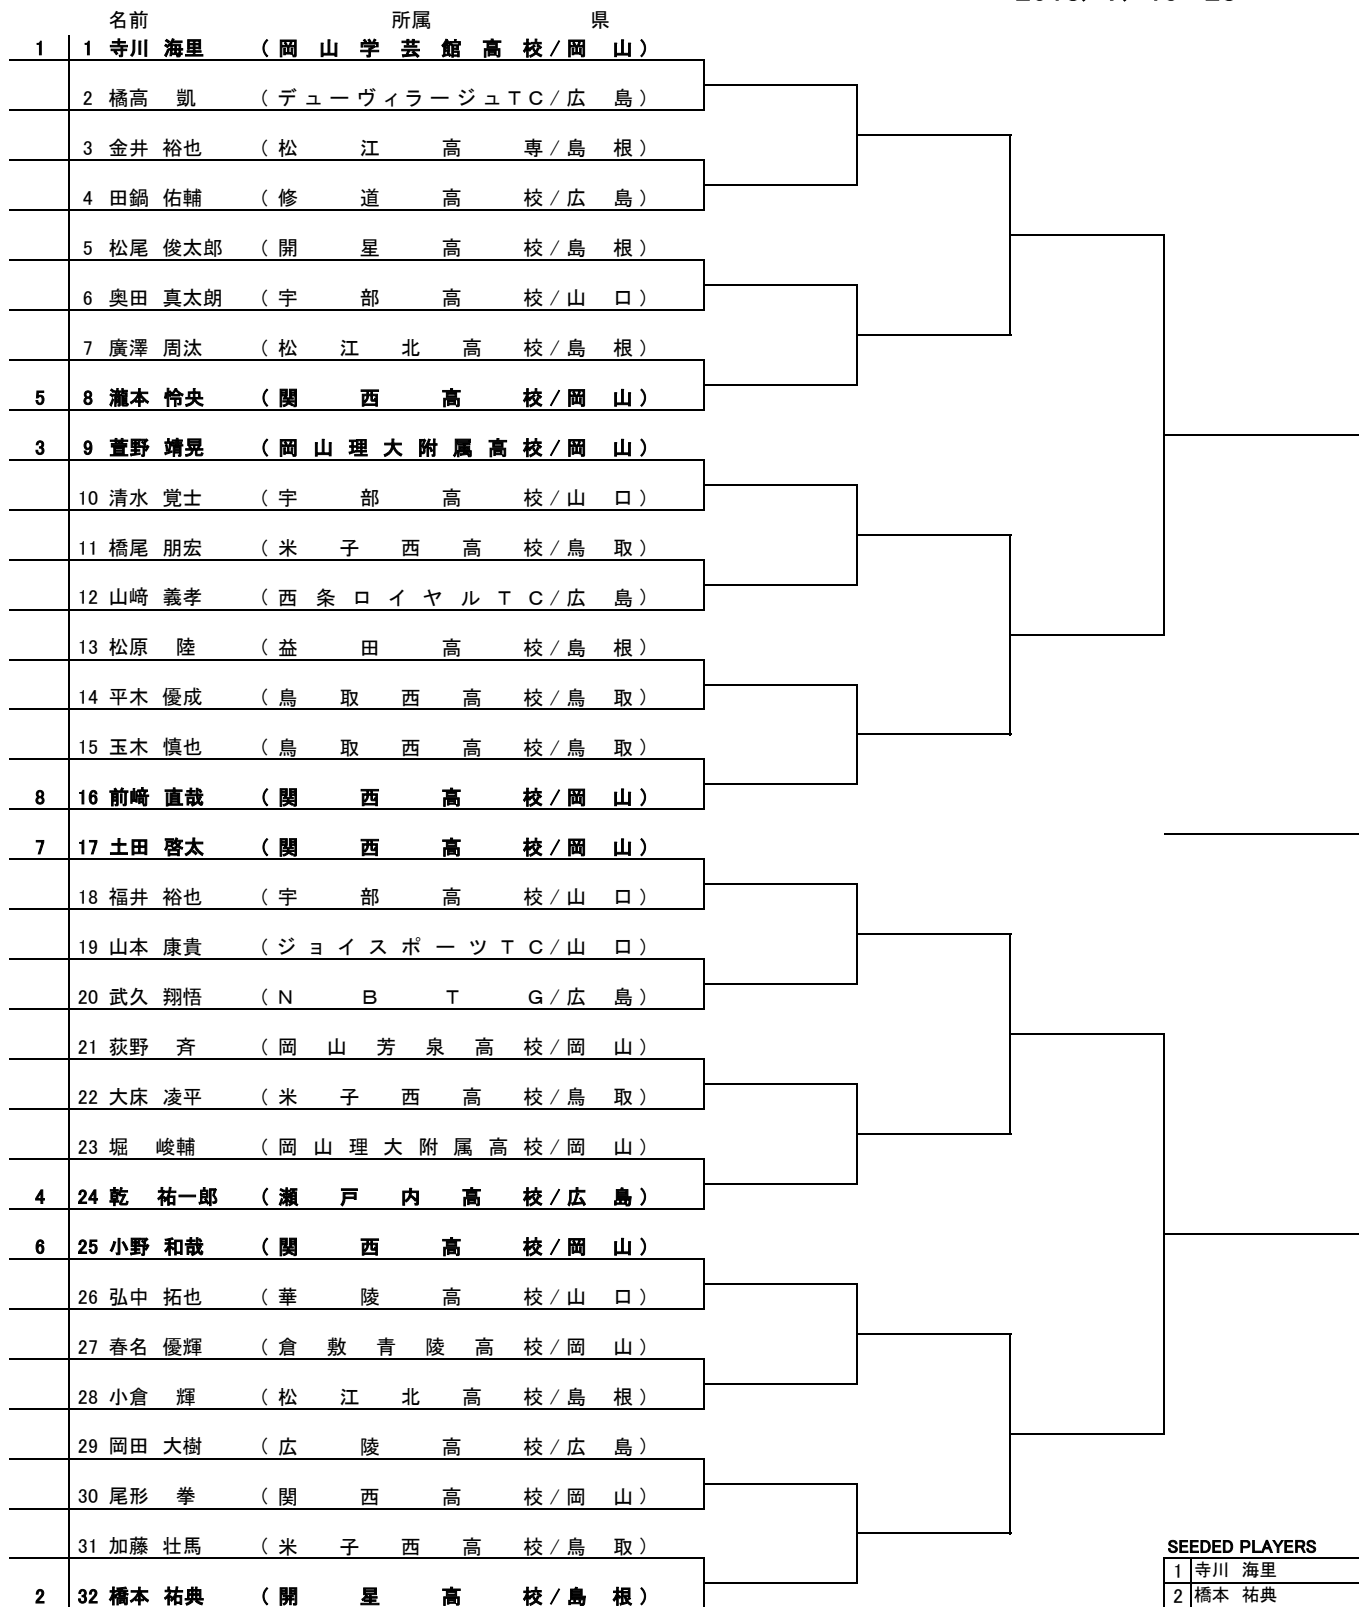 名前 所属 県
1 1 寺川 海里 (岡山学芸館高校/岡山)
2 橘高 凱 (デューヴィラージュTC/広島)
3 金井 裕也 (松江高専/島根)
4 田鍋 佑輔 (修道高校/広島)
5 松尾 俊太郎 (開星高校/島根)
6 奥田 真太朗 (宇部高校/山口)
7 廣澤 周汰 (松江北高校/島根)
5 8 瀧本 怜央 (関西高校/岡山)
3 9 萱野 靖晃 (岡山理大附属高校/岡山)
10 清水 覚士 (宇部高校/山口)
11 橋尾 朋宏 (米子西高校/鳥取)
12 山﨑 義孝 (西条ロイヤルTC/広島)
13 松原 陸 (益田高校/島根)
14 平木 優成 (鳥取西高校/鳥取)
15 玉木 慎也 (鳥取西高校/鳥取)
8 16 前﨑 直哉 (関西高校/岡山)
7 17 土田 啓太 (関西高校/岡山)
18 福井 裕也 (宇部高校/山口)
19 山本 康貴 (ジョイスポーツTC/山口)
20 武久 翔悟 (NBTG/広島)
21 荻野 斉 (岡山芳泉高校/岡山)
22 大床 凌平 (米子西高校/鳥取)
23 堀 峻輔 (岡山理大附属高校/岡山)
4 24 乾 祐一郎 (瀬戸内高校/広島)
6 25 小野 和哉 (関西高校/岡山)
26 弘中 拓也 (華陵高校/山口)
27 春名 優輝 (倉敷青陵高校/岡山)
28 小倉 輝 (松江北高校/島根)
29 岡田 大樹 (広陵高校/広島)
30 尾形 拳 (関西高校/岡山)
31 加藤 壮馬 (米子西高校/鳥取)
2 32 橋本 祐典 (開星高校/島根)
SEEDED PLAYERS
1 寺川 海里
2 橋本 祐典